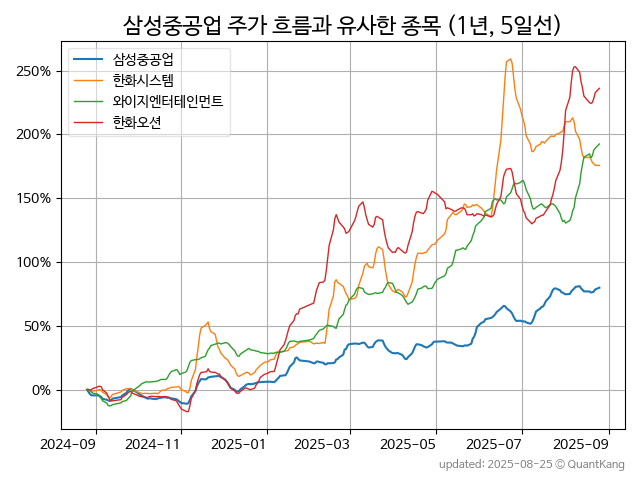 삼성중공업 주가 흐름과 유사한 종목 (1년, 5일선)
삼성중공업
한화시스템
와이지엔터테인먼트
한화오션
250%
200%
150%
100%
50%
0%
2024-09 2024-11 2025-01 2025-03 2025-05 2025-07 2025-09
updated: 2025-08-25 © QuantKang